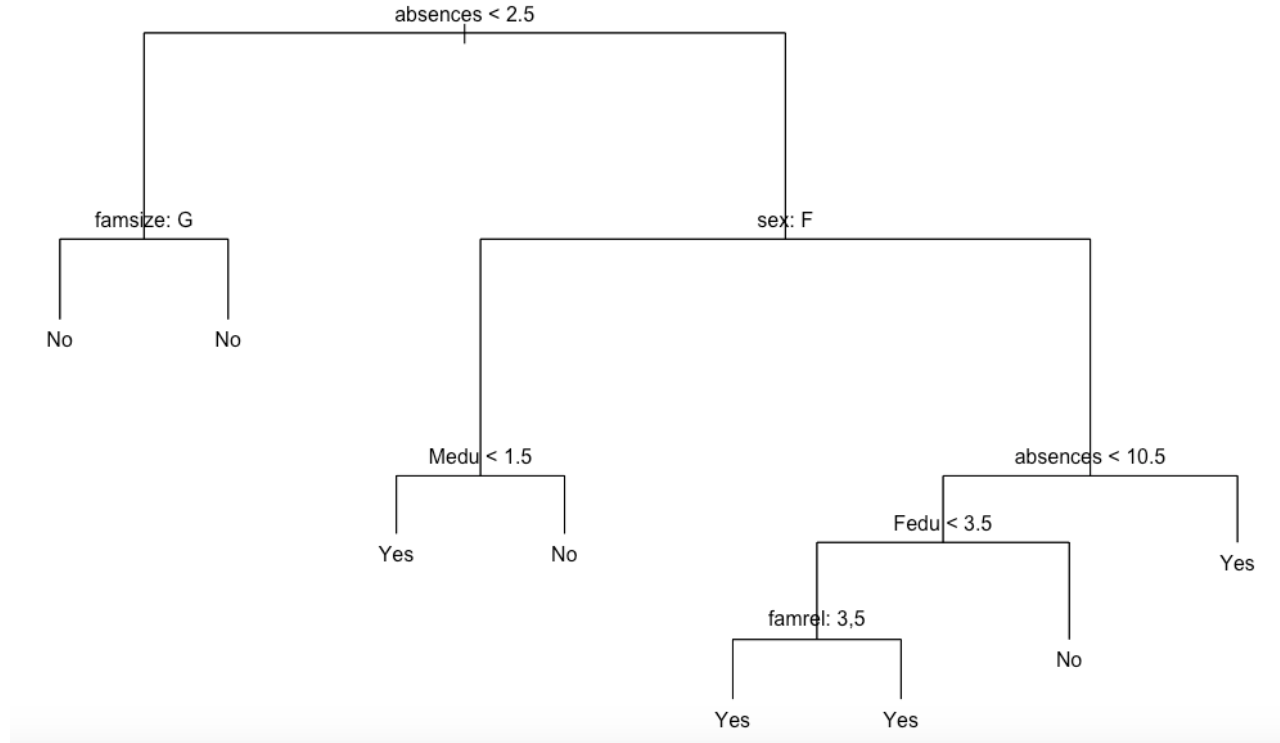 absences < 2.5
famsize: G
sex: F
No
No
Medu < 1.5
absences < 10.5
Fedu < 3.5
Yes
No
Yes
famrel: 3,5
No
Yes
Yes